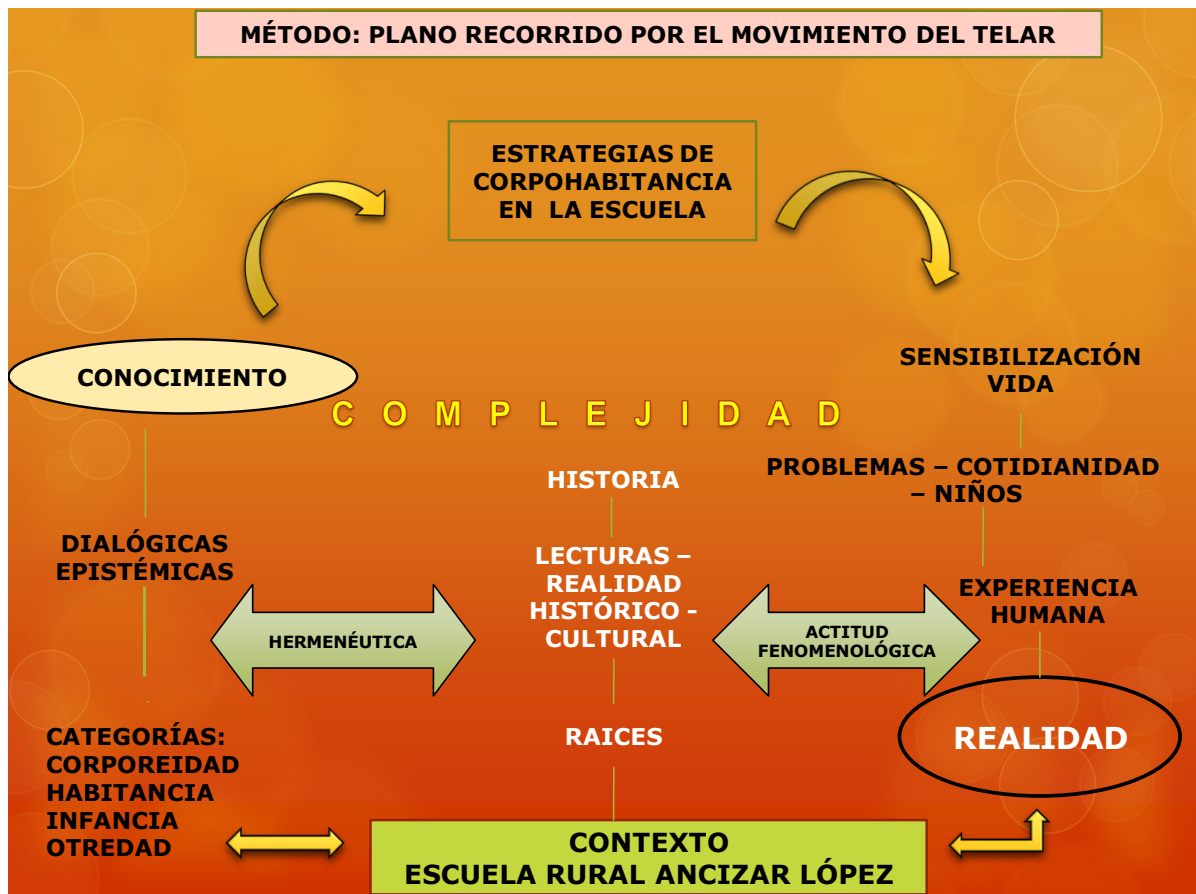 MÉTODO: PLANO RECORRIDO POR EL MOVIMIENTO DEL TELAR
ESTRATEGIAS DE
CORPOHABITANCIA
EN LA ESCUELA
CONOCIMIENTO
SENSIBILIZACIÓN
VIDA
COMPLEJIDAD
PROBLEMAS – COTIDIANIDAD
– NIÑOS
HISTORIA
DIALÓGICAS
EPISTÉMICAS
LECTURAS –
REALIDAD
HISTÓRICO -
CULTURAL
EXPERIENCIA
HUMANA
HERMENÉUTICA
ACTITUD
FENOMENOLÓGICA
CATEGORÍAS:
CORPOREIDAD
HABITANCIA
INFANCIA
OTREDAD
RAICES
REALIDAD
CONTEXTO
ESCUELA RURAL ANCIZAR LÓPEZ